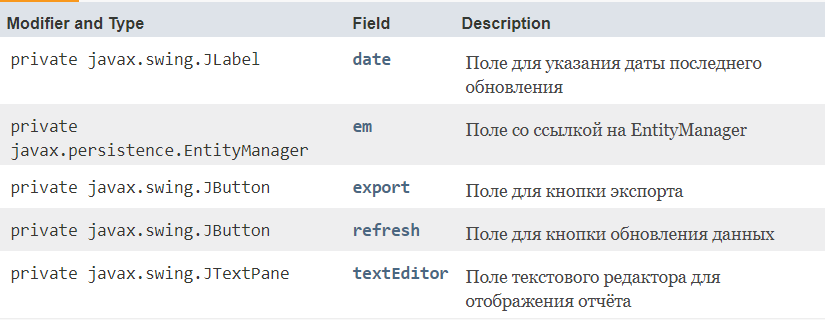 Modifier and Type Field Description
private javax.swing.JLabel date Поле для указания даты последнего
обновления
private em Поле со ссылкой на EntityManager
javax.persistence.EntityManager
private javax.swing.JButton export Поле для кнопки экспорта
private javax.swing.JButton refresh Поле для кнопки обновления данных
private javax.swing.JTextPane textEditor Поле текстового редактора для
отображения отчёта